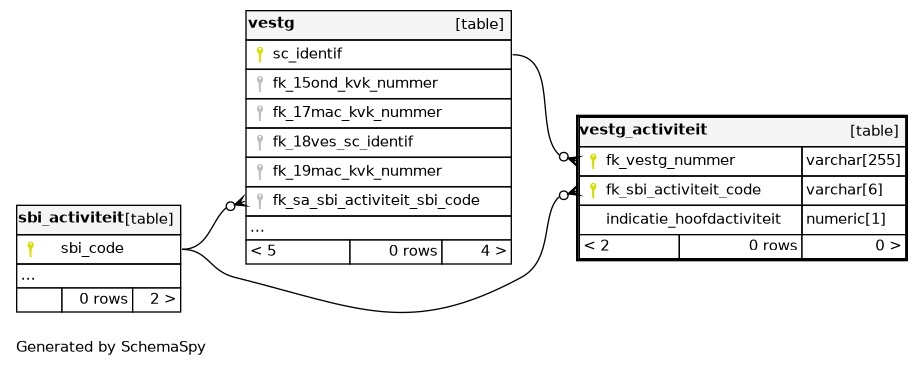 vestg [table]
sc_identif
fk_15ond_kvk_nummer
fk_17mac_kvk_nummer
fk_18ves_sc_identif
fk_19mac_kvk_nummer
fk_sa_sbi_activiteit_sbi_code
...
< 5 0 rows 4 >
vestg_activiteit [table]
fk_vestg_nummer varchar[255]
fk_sbi_activiteit_code varchar[6]
indicatie_hoofdactiviteit numeric[1]
< 2 0 rows 0 >
sbi_activiteit [table]
sbi_code
...
0 rows 2 >
Generated by SchemaSpy